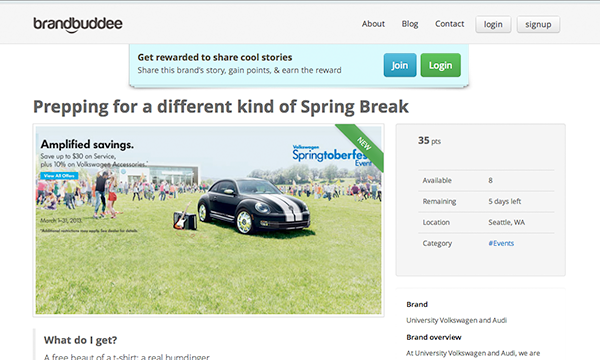 brandbuddee
About Blog Contact login signup
Get rewarded to share cool stories
Share this brand's story, gain points, & earn the reward
Join Login
Prepping for a different kind of Spring Break
Amplified savings.
Save up to $30 on Service,
plus 10% on Volkswagen Accessories.
View All Offers
March 1–31, 2013
*Additional restrictions may apply. See dealer for details.
Volkswagen
Springtoberfest
Event
NEW
35 pts
Available 8
Remaining 5 days left
Location Seattle, WA
Category #Events
Brand
University Volkswagen and Audi
Brand overview
At University Volkswagen and Audi, we are
What do I get?
A free beaut of a t-shirt: a real humdinger